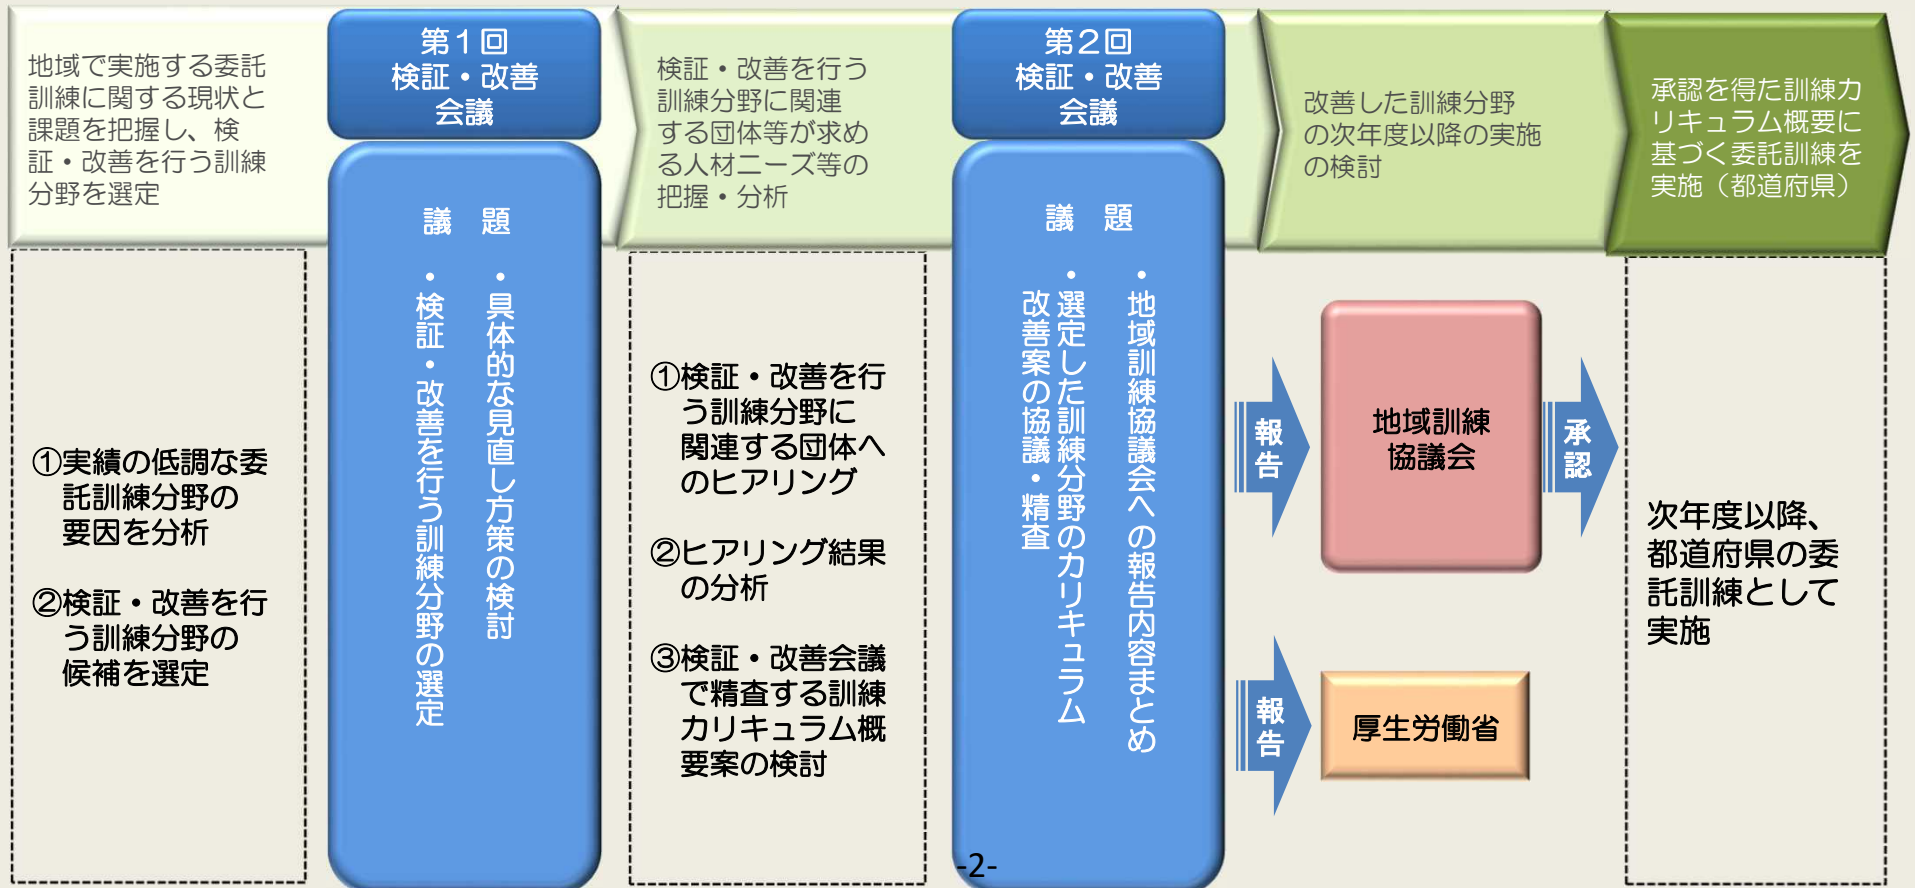 地域で実施する委託
訓練に関する現状と
課題を把握し、検
証・改善を行う訓練
分野を選定
第１回
検証・改善
会議
検証・改善を行う
訓練分野に関連
する団体等が求め
る人材ニーズ等の
把握・分析
第２回
検証・改善
会議
改善した訓練分野
の次年度以降の実施
の検討
承認を得た訓練カ
リキュラム概要に
基づく委託訓練を
実施（都道府県）
①実績の低調な委
託訓練分野の
要因を分析
②検証・改善を行
う訓練分野の
候補を選定
議　題
・具体的な見直し方策の検討
・検証・改善を行う訓練分野の選定
①検証・改善を行
う訓練分野に
関連する団体へ
のヒアリング
②ヒアリング結果
の分析
③検証・改善会議
で精査する訓練
カリキュラム概
要案の検討
議　題
・地域訓練協議会への報告内容まとめ
・選定した訓練分野のカリキュラム
改善案の協議・精査
報告
地域訓練
協議会
承認
報告
厚生労働省
次年度以降、
都道府県の委
託訓練として
実施
-2-